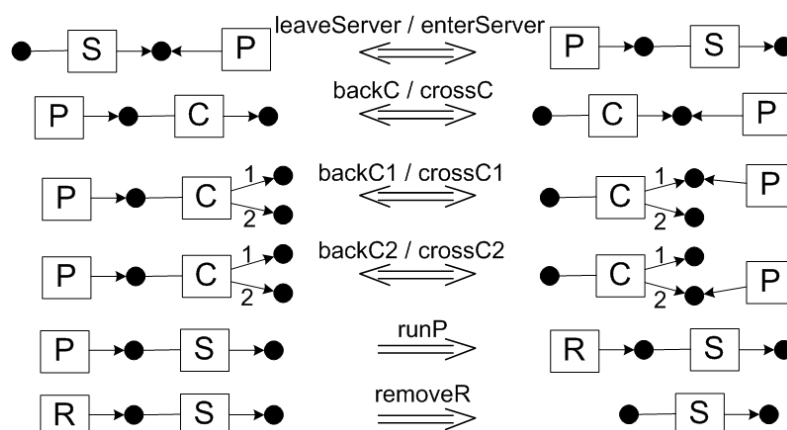 leaveServer / enterServer
S P P S
backC / crossC
P C C P
backC1 / crossC1
1 1
P C C P
2 2
backC2 / crossC2
1 1
P C C P
2 2
runP
P S R S
removeR
R S S